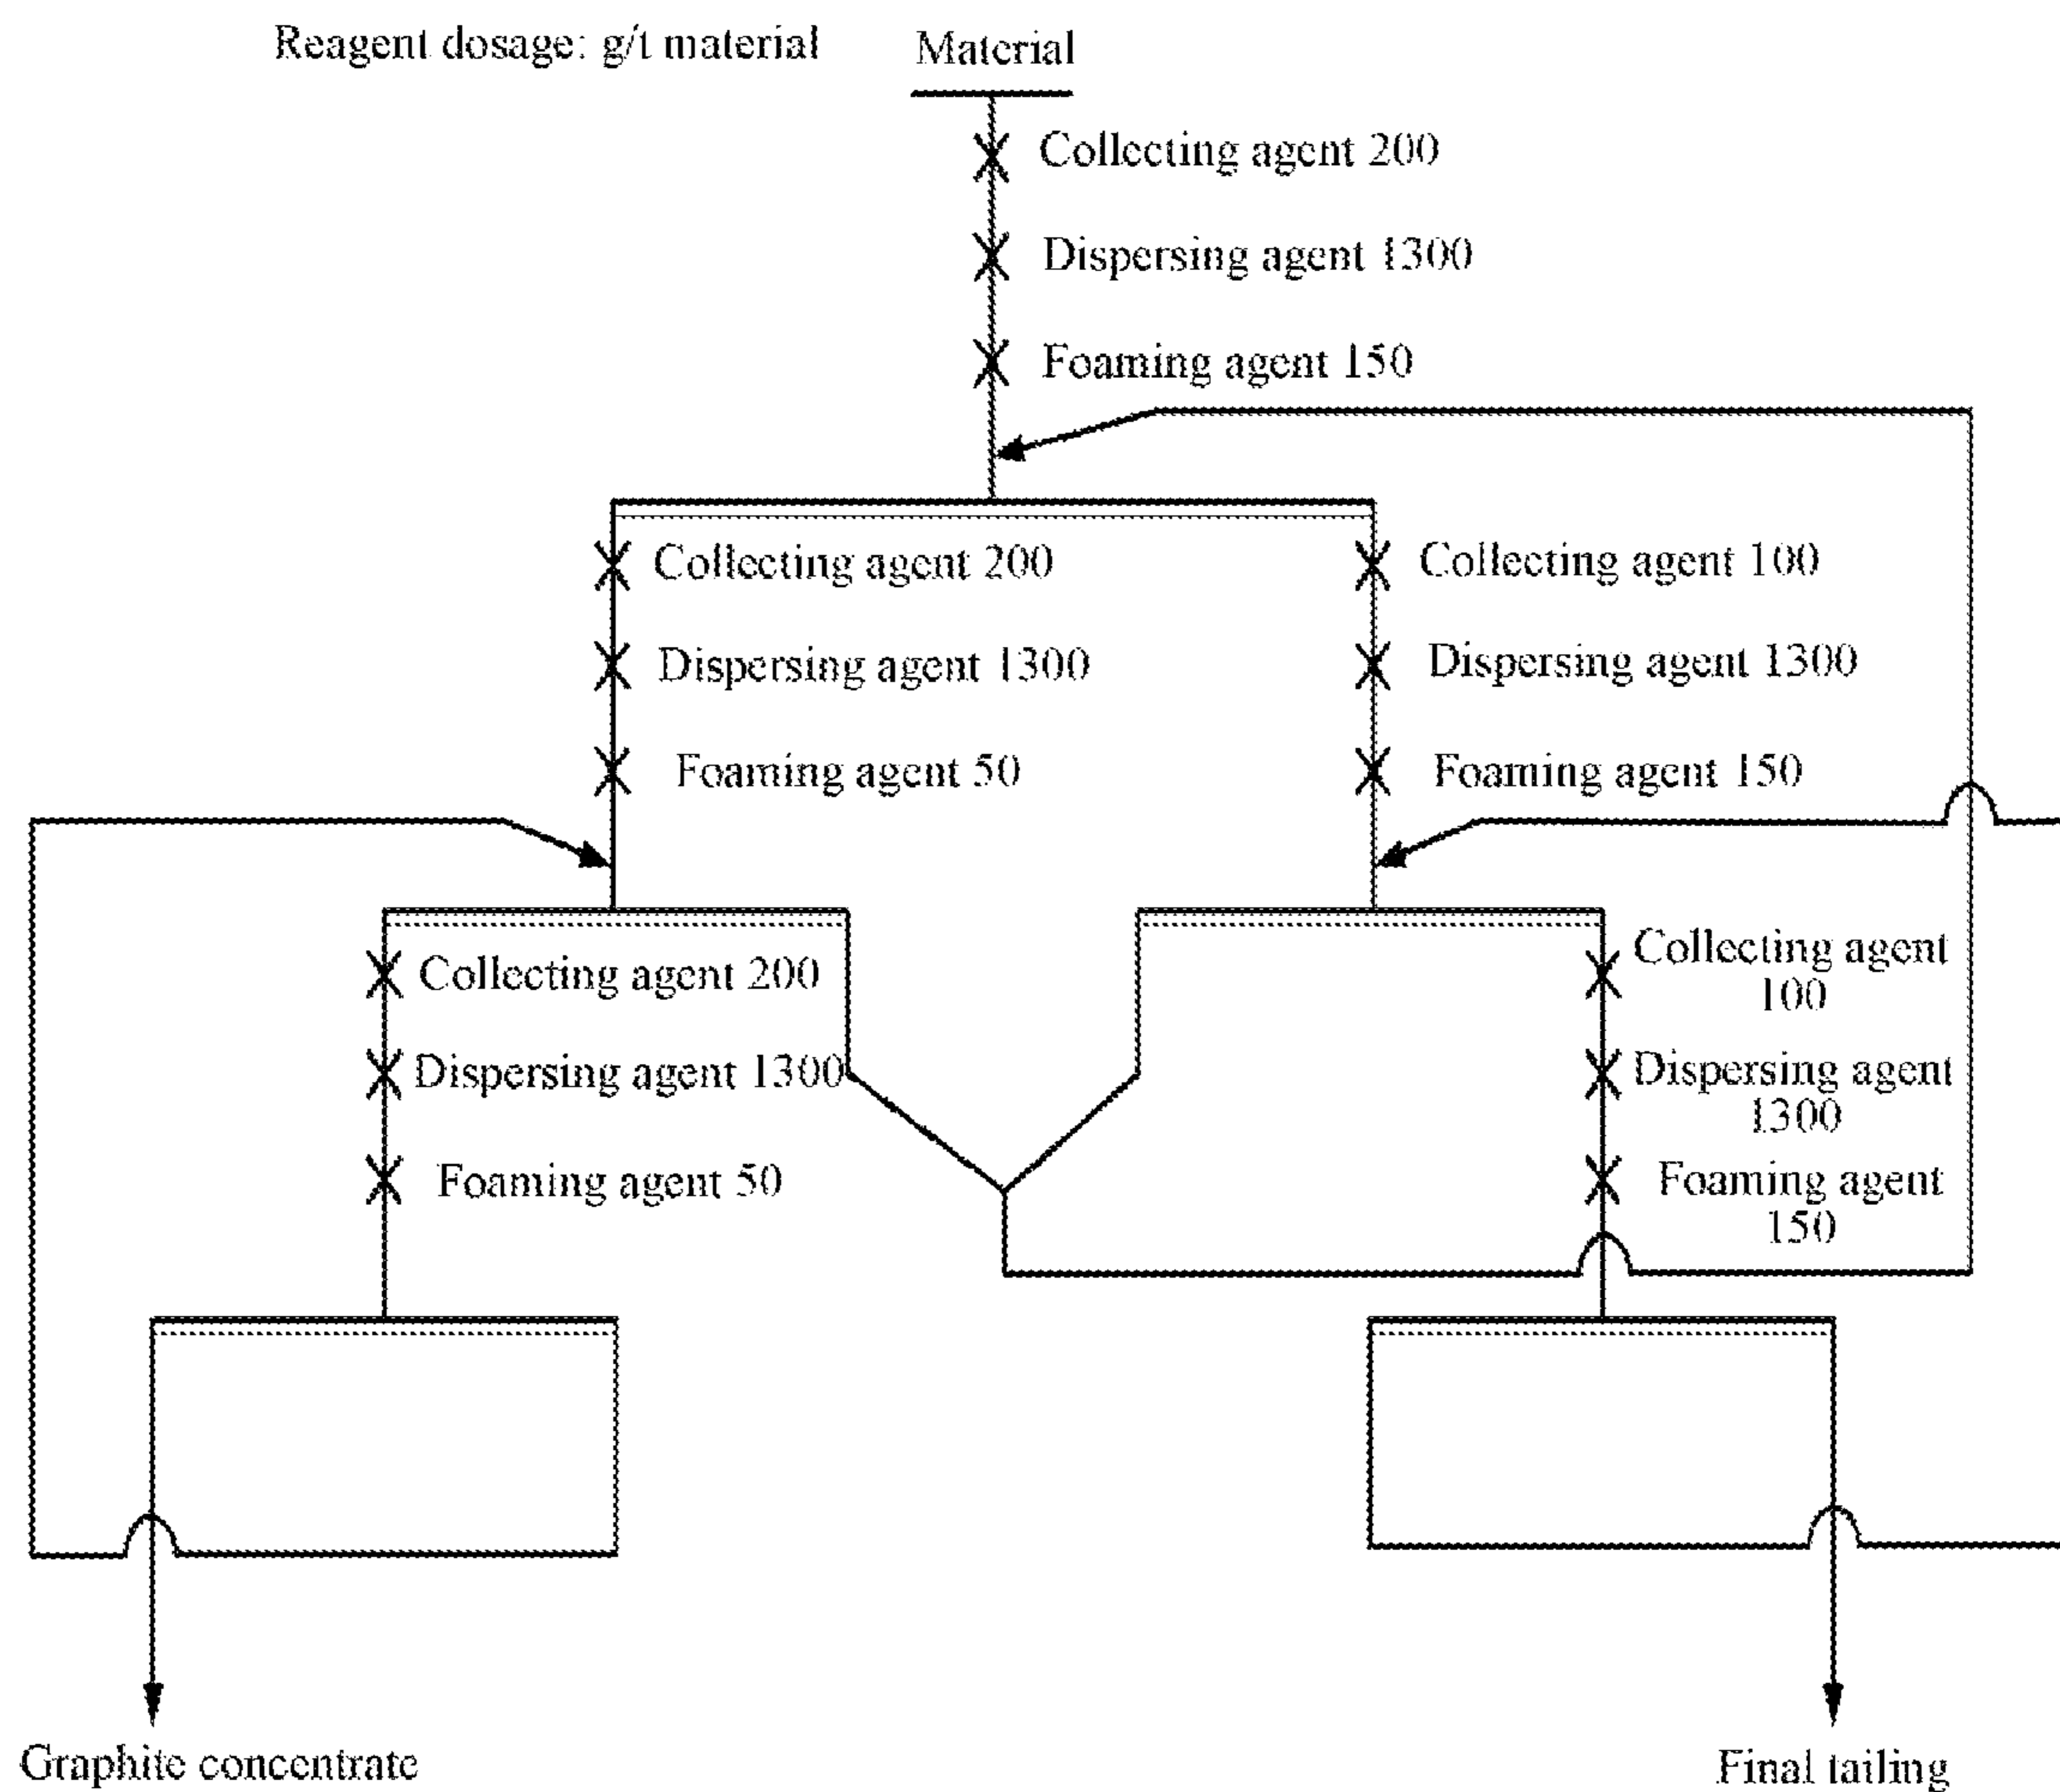 Reagent dosage: g/t material
Material
Collecting agent 200
Dispersing agent 1300
Foaming agent 150
Collecting agent 200
Collecting agent 100
Dispersing agent 1300
Dispersing agent 1300
Foaming agent 50
Foaming agent 150
Collecting agent 200
Collecting agent
100
Dispersing agent 1300
Dispersing agent
1300
Foaming agent 50
Foaming agent
150
Graphite concentrate
Final tailing